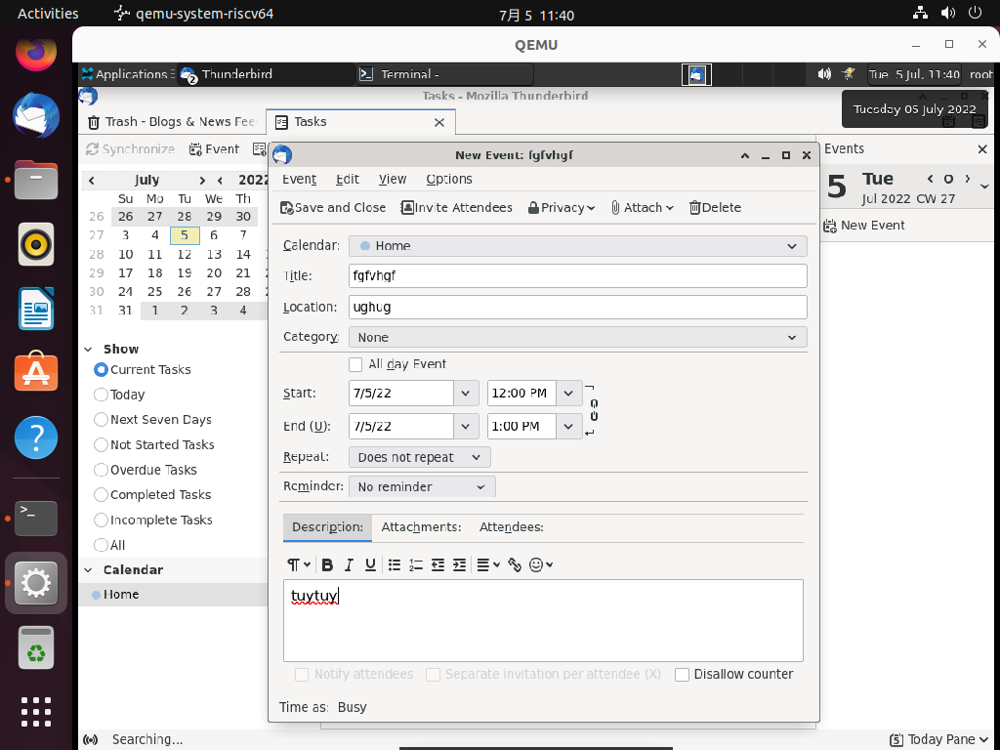 Activities qemu-system-riscv64 7月 5 11:40
QEMU
Applications Thunderbird Terminal - Tue 5 Jul, 11:40 root
Tasks - Mozilla Thunderbird
Tuesday 05 July 2022
Trash - Blogs & News Fee Tasks
Synchronize Event
Events
New Event: fgfvhgf
Event Edit View Options
Save and Close Invite Attendees Privacy Attach Delete
July 2022
Su Mo Tu We Th
26 26 27 28 29 30
27 3 4 5 6 7
28 10 11 12 13 14
29 17 18 19 20 21
30 24 25 26 27 28
31 31 1 2 3 4
5 Tue
Jul 2022 CW 27
New Event
Calendar: Home
Title: fgfvhgf
Location: ughug
Category: None
All day Event
Start: 7/5/22 12:00 PM
End (U): 7/5/22 1:00 PM
Repeat: Does not repeat
Reminder: No reminder
Description: Attachments: Attendees:
B I U
tuytuy
Notify attendees Separate invitation per attendee (X) Disallow counter
Time as: Busy
Show
Current Tasks
Today
Next Seven Days
Not Started Tasks
Overdue Tasks
Completed Tasks
Incomplete Tasks
All
Calendar
Home
Searching...
Today Pane